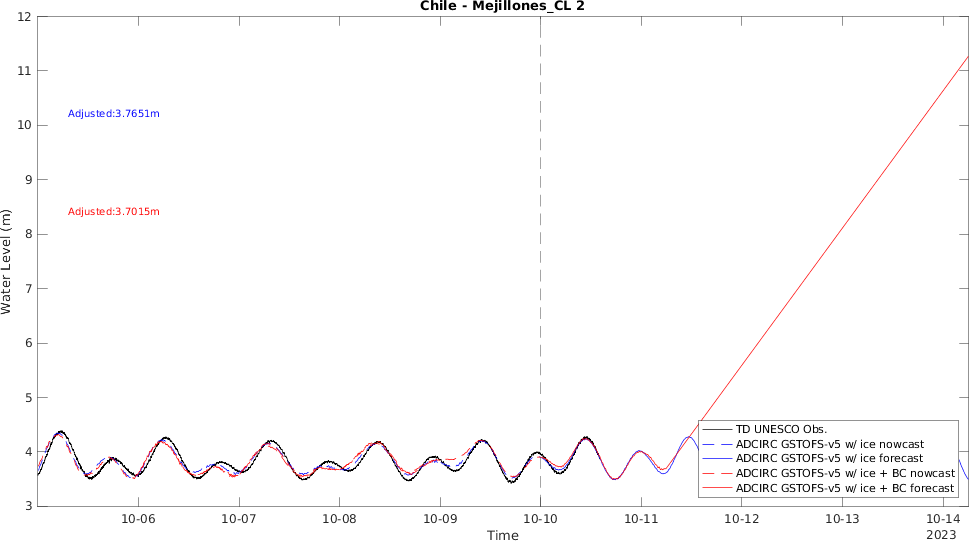 Chile - Mejillones_CL 2
12
11
10
9
8
7
6
5
4
3
Water Level (m)
Adjusted:3.7651m
Adjusted:3.7015m
TD UNESCO Obs.
ADCIRC GSTOFS-v5 w/ ice nowcast
ADCIRC GSTOFS-v5 w/ ice forecast
ADCIRC GSTOFS-v5 w/ ice + BC nowcast
ADCIRC GSTOFS-v5 w/ ice + BC forecast
10-06 10-07 10-08 10-09 10-10 10-11 10-12 10-13 10-14
Time
2023